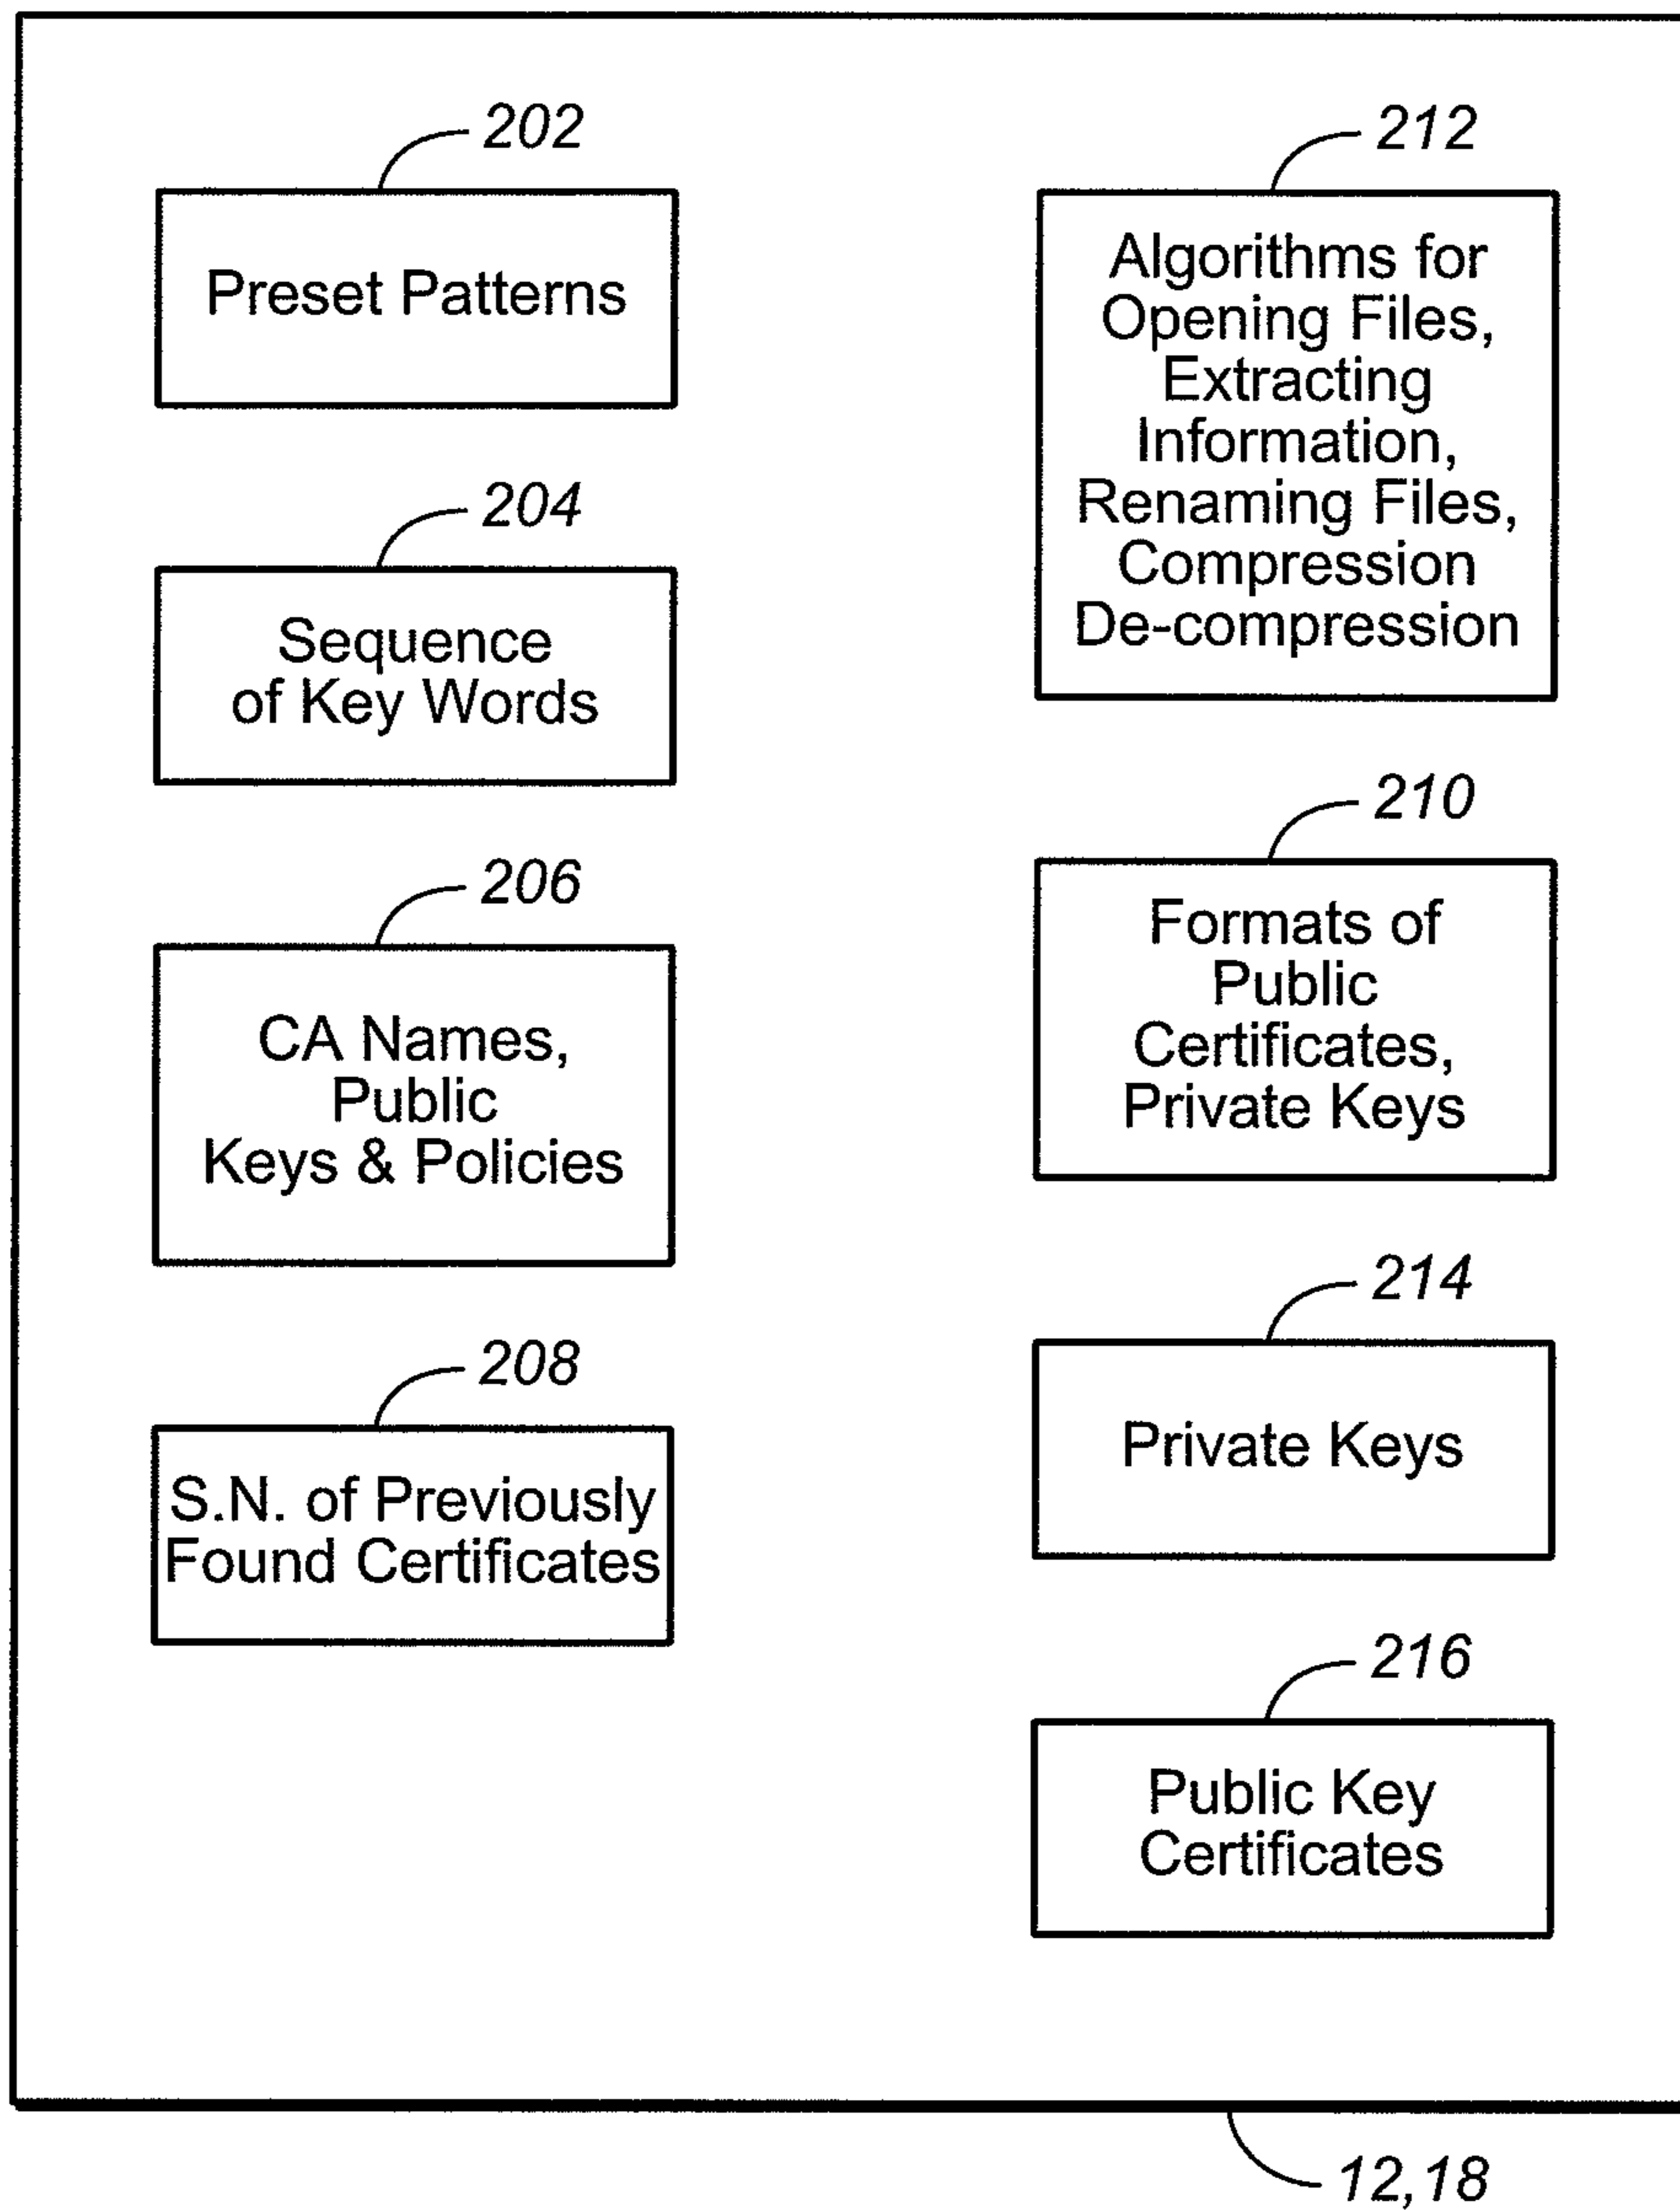 202
Preset Patterns
204
Sequence
of Key Words
206
CA Names,
Public
Keys & Policies
208
S.N. of Previously
Found Certificates
212
Algorithms for
Opening Files,
Extracting
Information,
Renaming Files,
Compression
De-compression
210
Formats of
Public
Certificates,
Private Keys
214
Private Keys
216
Public Key
Certificates
12,18